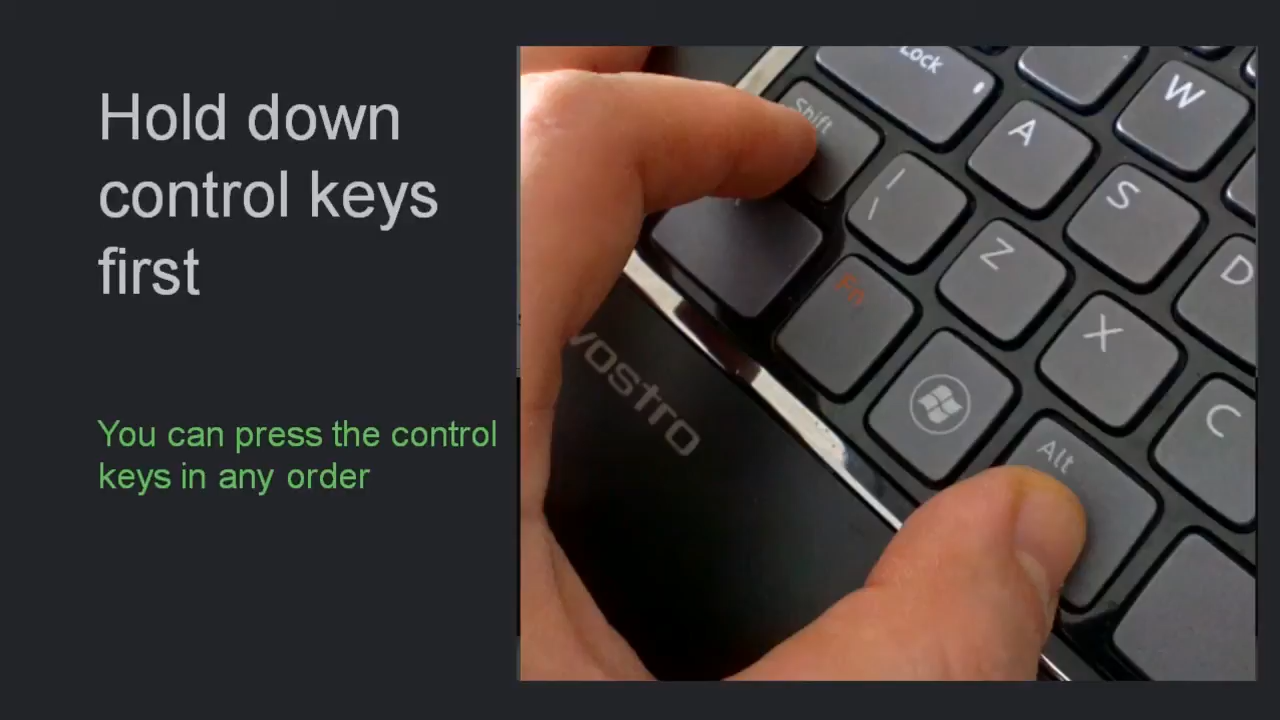 Hold down
control keys
first
You can press the control
keys in any order
Lock
Shift
W
A
S
D
|
\
Z
X
C
Fn
Alt
vostro